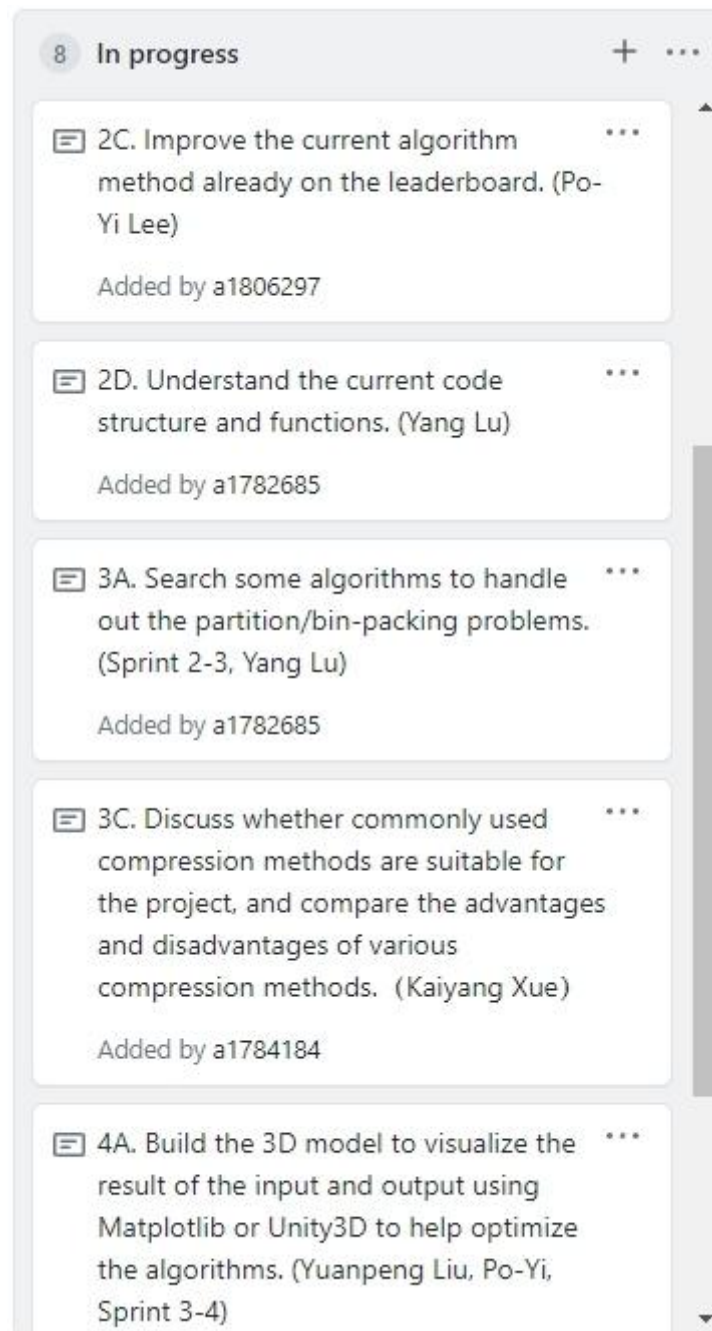 8 In progress
2C. Improve the current algorithm
method already on the leaderboard. (Po-
Yi Lee)
Added by a1806297
2D. Understand the current code
structure and functions. (Yang Lu)
Added by a1782685
3A. Search some algorithms to handle
out the partition/bin-packing problems.
(Sprint 2-3, Yang Lu)
Added by a1782685
3C. Discuss whether commonly used
compression methods are suitable for
the project, and compare the advantages
and disadvantages of various
compression methods.（Kaiyang Xue）
Added by a1784184
4A. Build the 3D model to visualize the
result of the input and output using
Matplotlib or Unity3D to help optimize
the algorithms. (Yuanpeng Liu, Po-Yi,
Sprint 3-4)